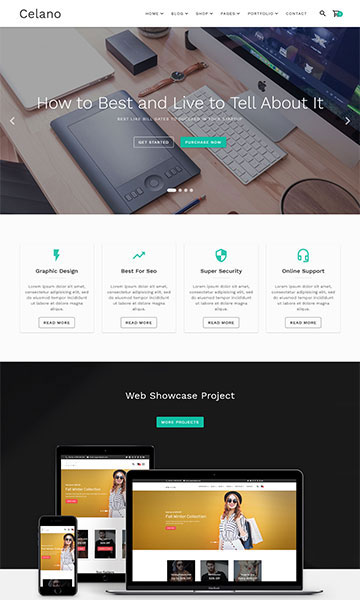 Celano
HOME BLOG SHOP PAGES PORTFOLIO CONTACT
How to Best and Live to Tell About It
BEST LIKE BILL GATES TO SUCCEED IN YOUR STARTUP
GET STARTED PURCHASE NOW
Graphic Design
Lorem ipsum dolor sit amet, consectetur adipiscing elit, sed do eiusmod tempor incididunt ut labore et dolore magna aliqua.
READ MORE
Best For Seo
Lorem ipsum dolor sit amet, consectetur adipiscing elit, sed do eiusmod tempor incididunt ut labore et dolore magna aliqua.
READ MORE
Super Security
Lorem ipsum dolor sit amet, consectetur adipiscing elit, sed do eiusmod tempor incididunt ut labore et dolore magna aliqua.
READ MORE
Online Support
Lorem ipsum dolor sit amet, consectetur adipiscing elit, sed do eiusmod tempor incididunt ut labore et dolore magna aliqua.
READ MORE
Web Showcase Project
MORE PROJECTS
Fall-Winter Collection
Fall-Winter Collection